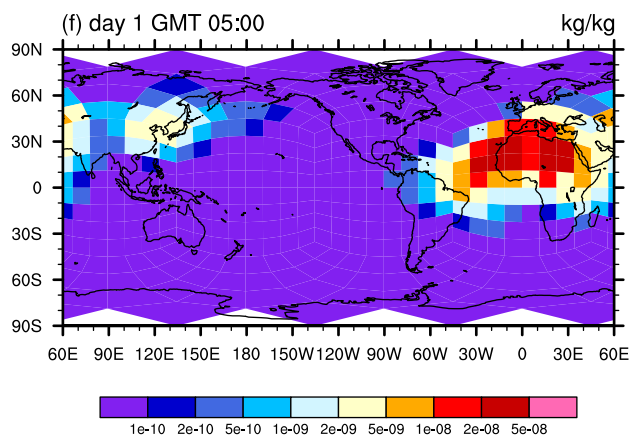 (f) day 1 GMT 05:00 kg/kg
90N
60N
30N
0
30S
60S
90S
60E 90E 120E 150E 180 150W 120W 90W 60W 30W 0 30E 60E
1e-10 2e-10 5e-10 1e-09 2e-09 5e-09 1e-08 2e-08 5e-08